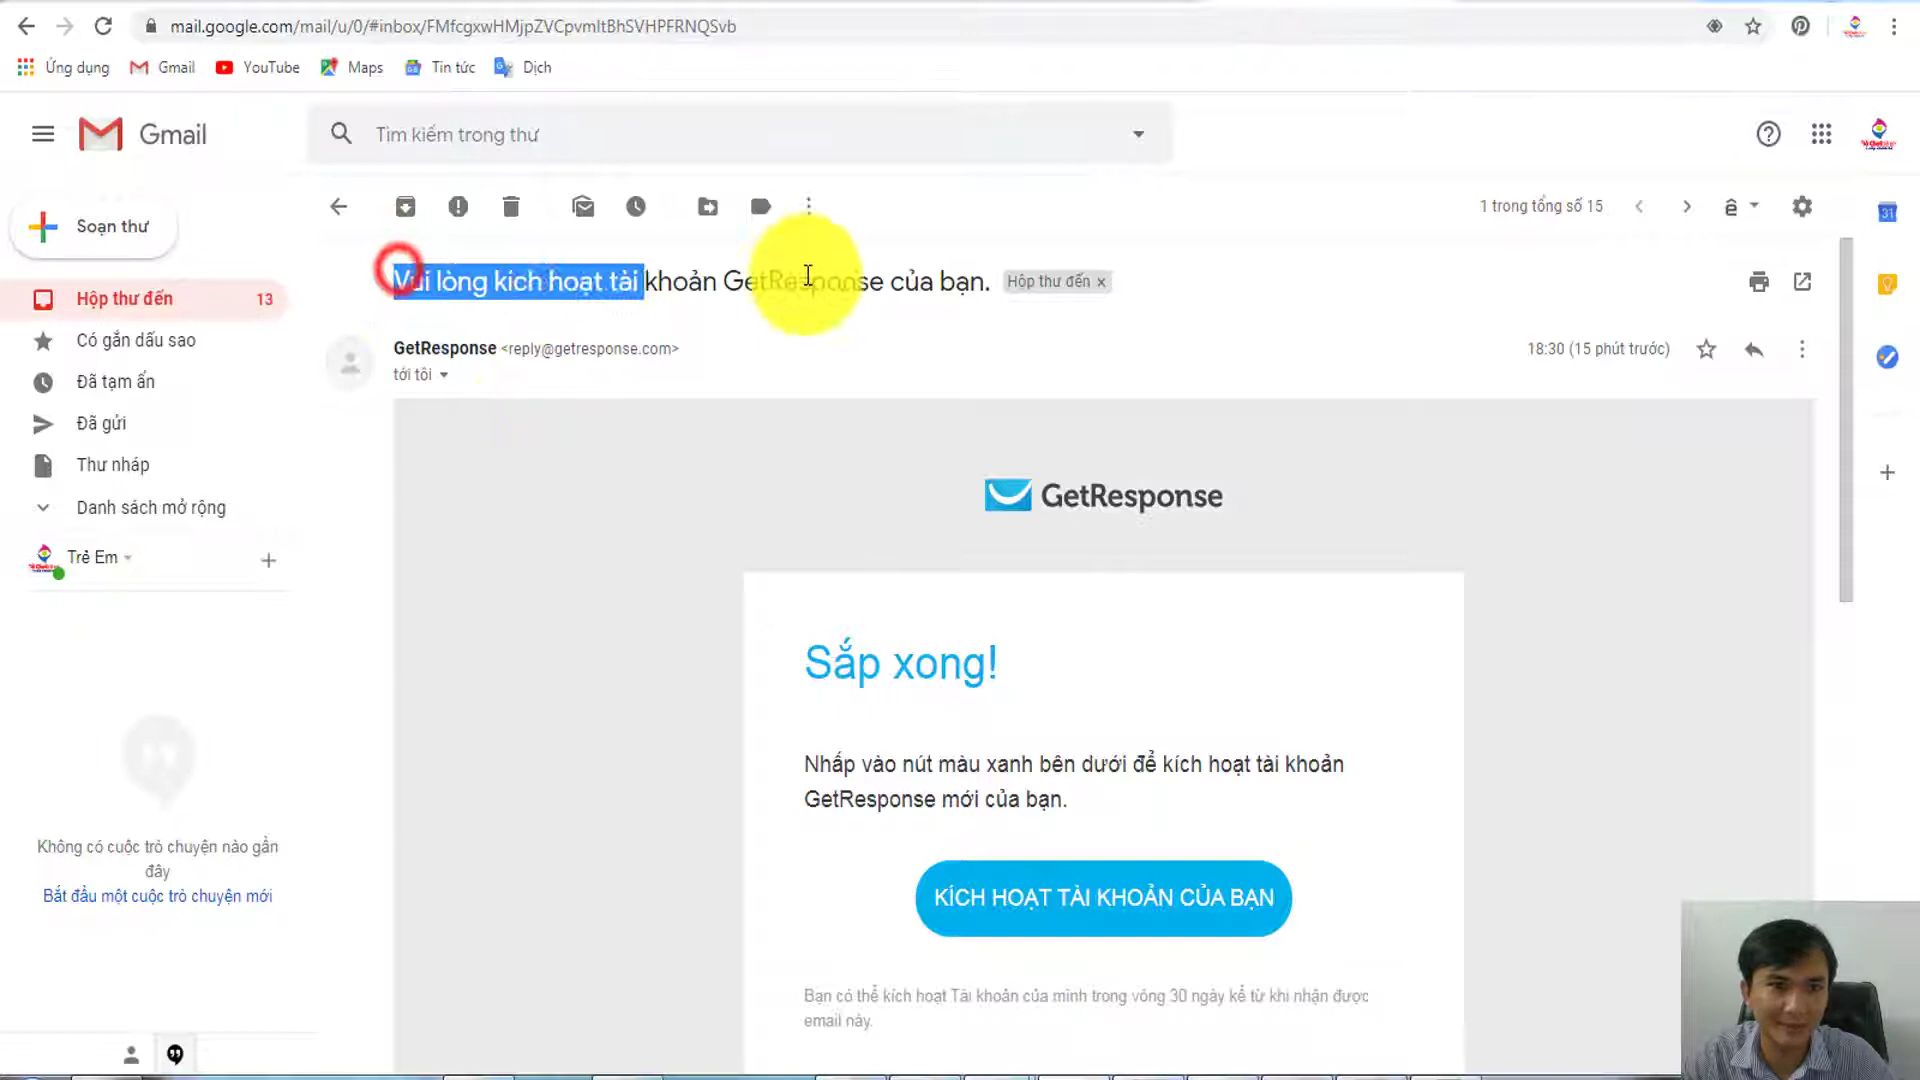 mail.google.com/mail/u/0/#inbox/FMfcgxwHMjpZVCpvmltBhSVHPFRNQSvb
Ứng dụng Gmail YouTube Maps Tin tức Dịch
Gmail
Tìm kiếm trong thư
Soạn thư
1 trong tổng số 15
ê
31
Vui lòng kích hoạt tài khoản GetResponse của bạn. Hộp thư đến ×
Hộp thư đến 13
Có gắn dấu sao
Đã tạm ẩn
Đã gửi
Thư nháp
Danh sách mở rộng
Trẻ Em
GetResponse <reply@getresponse.com>
18:30 (15 phút trước)
tới tôi
GetResponse
Sắp xong!
Nhấp vào nút màu xanh bên dưới để kích hoạt tài khoản
GetResponse mới của bạn.
KÍCH HOẠT TÀI KHOẢN CỦA BẠN
Bạn có thể kích hoạt Tài khoản của mình trong vòng 30 ngày kể từ khi nhận được
email này.
Không có cuộc trò chuyện nào gần
đây
Bắt đầu một cuộc trò chuyện mới